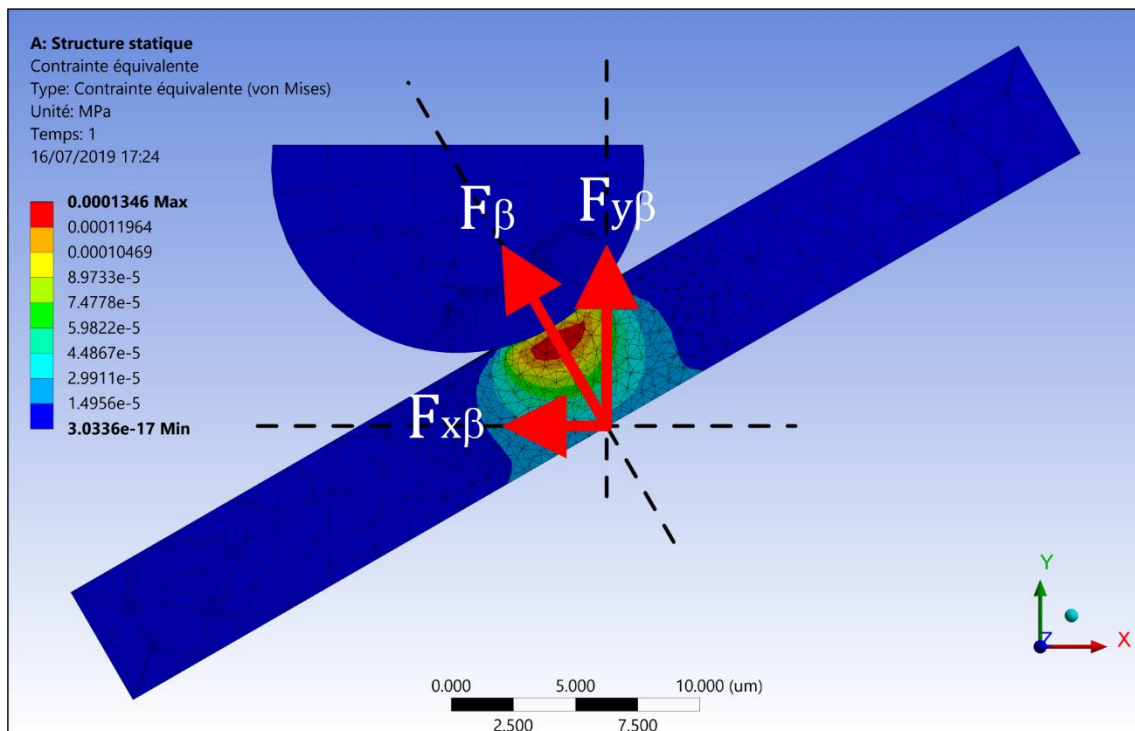 A: Structure statique
Contrainte équivalente
Type: Contrainte équivalente (von Mises)
Unité: MPa
Temps: 1
16/07/2019 17:24
0.0001346 Max
0.00011964
0.00010469
8.9733e-5
7.4778e-5
5.9822e-5
4.4867e-5
2.9911e-5
1.4956e-5
3.0336e-17 Min
Fβ
Fyβ
Fxβ
Y
Z
X
0.000 5.000 10.000 (um)
2.500 7.500